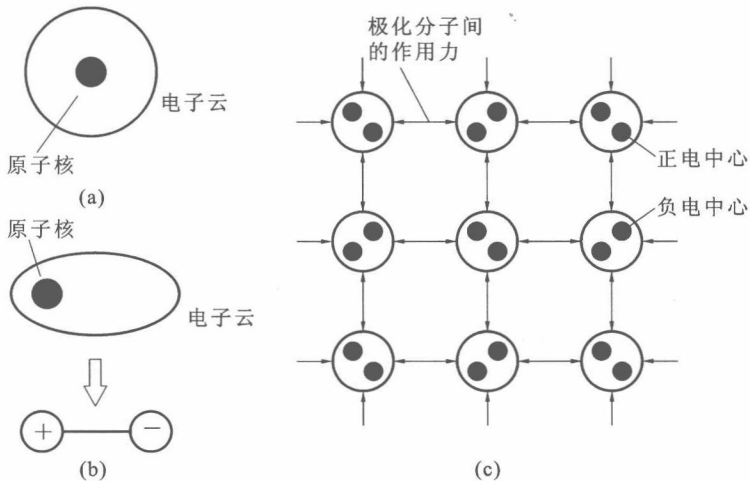 电子云
原子核
(a)
原子核
电子云
+
−
(b)
极化分子间
的作用力
正电中心
负电中心
(c)